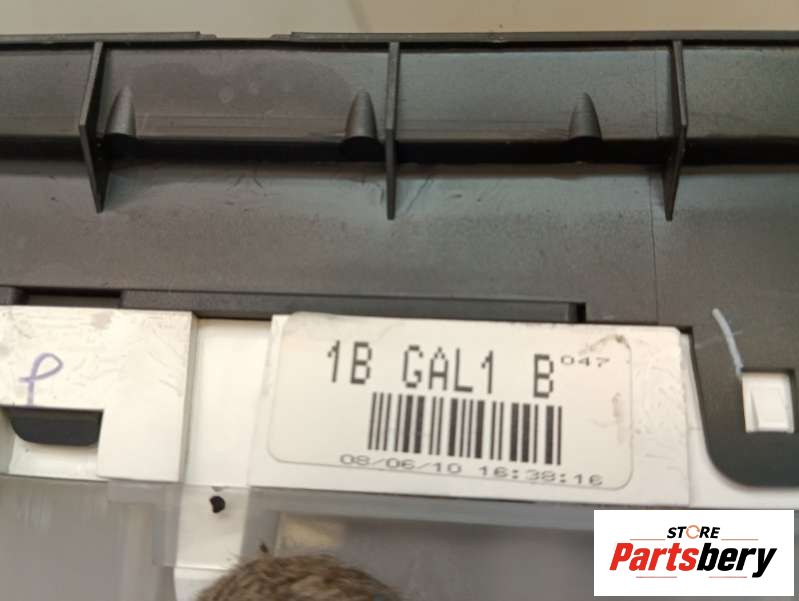 1B GAL1 B 047
08/06/10 16:38:16
STORE
Partsbery